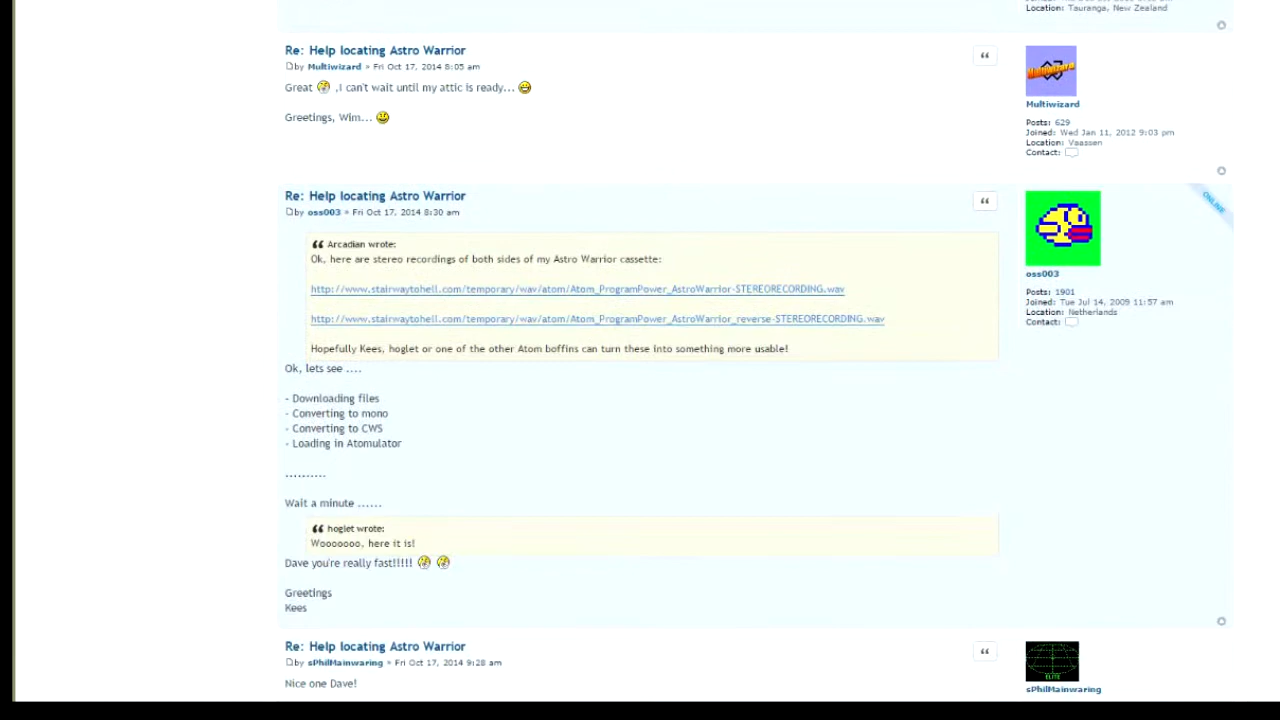 Location: Tauranga, New Zealand
Re: Help locating Astro Warrior
by Multiwizard » Fri Oct 17, 2014 8:05 am
Great ,I can't wait until my attic is ready...
Greetings, Wim...
Multiwizard
Posts: 629
Joined: Wed Jan 11, 2012 9:03 pm
Location: Vaassen
Contact:
Re: Help locating Astro Warrior
by oss003 » Fri Oct 17, 2014 8:30 am
Arcadian wrote:
Ok, here are stereo recordings of both sides of my Astro Warrior cassette:
http://www.stairwaytohell.com/temporary/wav/atom/Atom_ProgramPower_AstroWarrior-STEREORECORDING.wav
http://www.stairwaytohell.com/temporary/wav/atom/Atom_ProgramPower_AstroWarrior_reverse-STEREORECORDING.wav
Hopefully Kees, hoglet or one of the other Atom boffins can turn these into something more usable!
Ok, lets see ....
- Downloading files
- Converting to mono
- Converting to CWS
- Loading in Atomulator
..........
Wait a minute ......
hoglet wrote:
Wooooooo, here it is!
Dave you're really fast!!!!!
Greetings
Kees
ONLINE
oss003
Posts: 1901
Joined: Tue Jul 14, 2009 11:57 am
Location: Netherlands
Contact:
Re: Help locating Astro Warrior
by sPhilMainwaring » Fri Oct 17, 2014 9:28 am
Nice one Dave!
ELITE
sPhilMainwaring